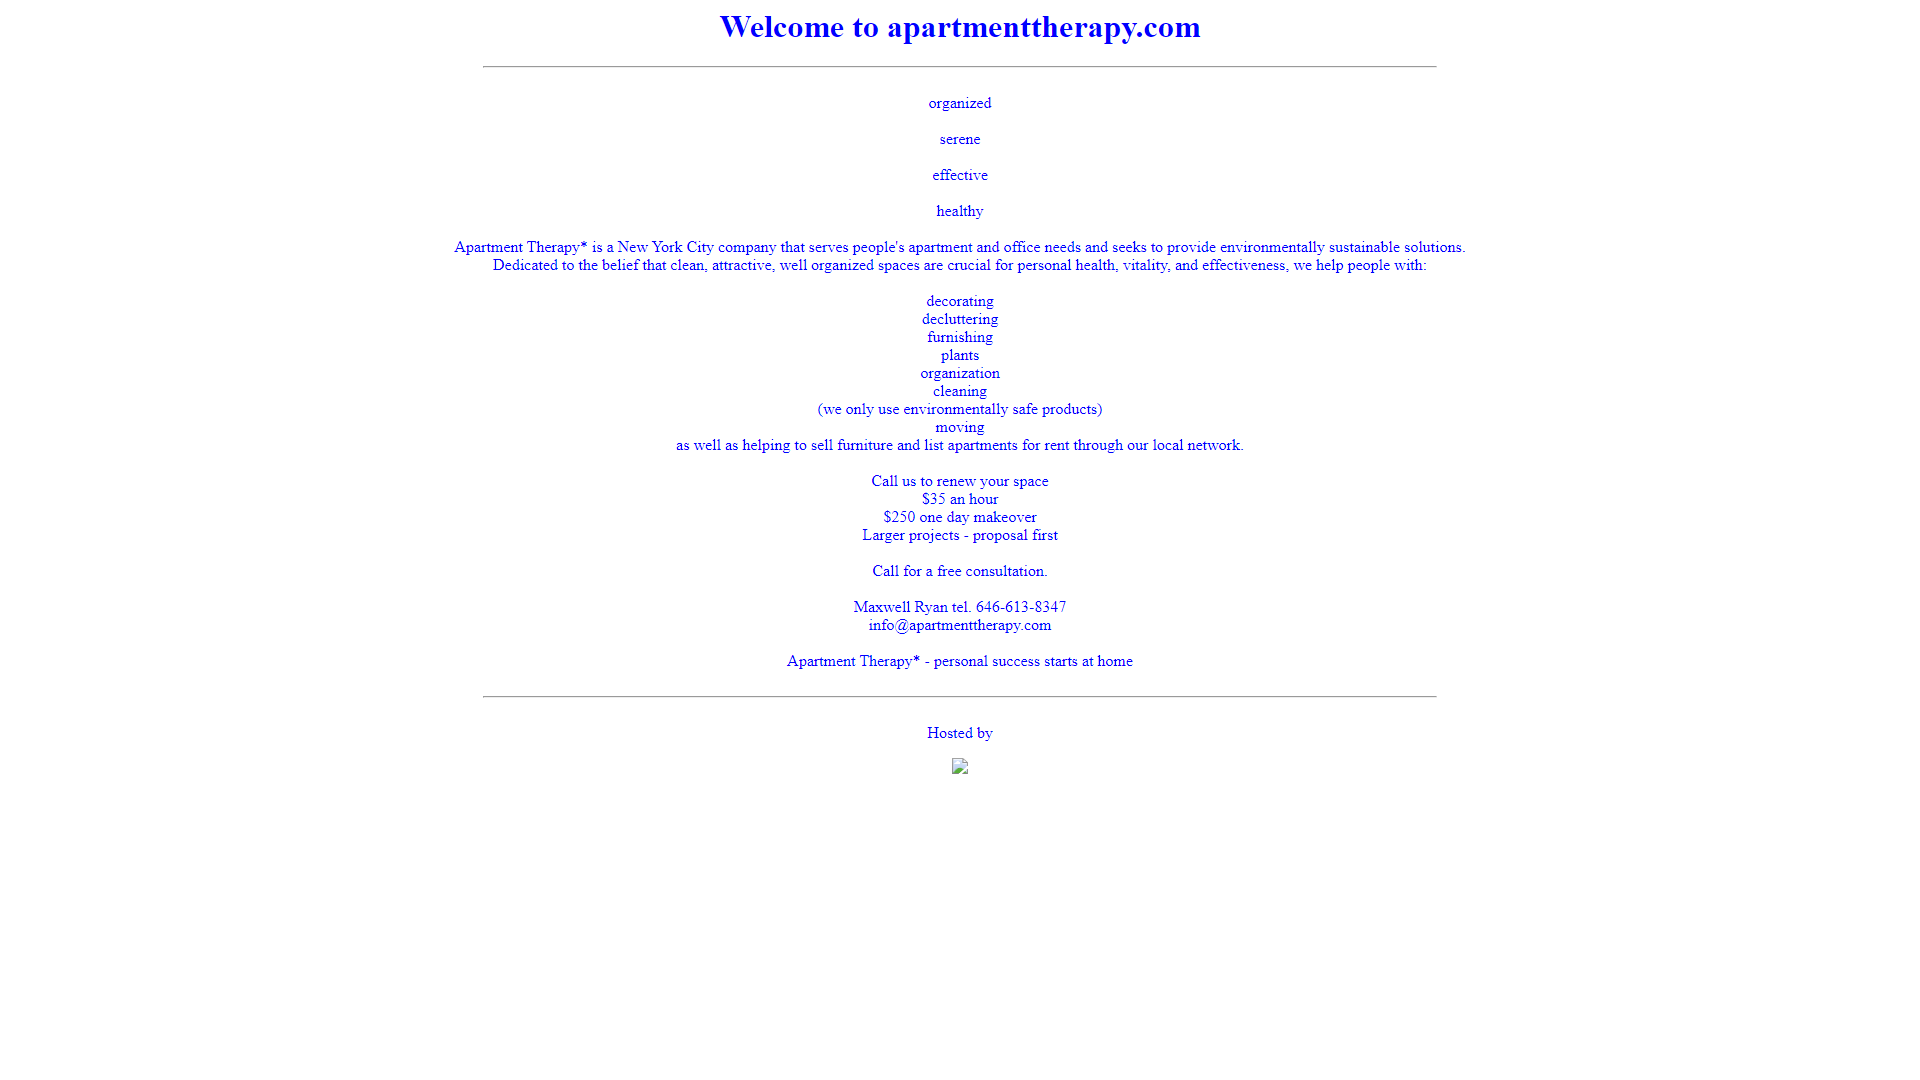 Welcome to apartmenttherapy.com
organized
serene
effective
healthy
Apartment Therapy* is a New York City company that serves people's apartment and office needs and seeks to provide environmentally sustainable solutions.
Dedicated to the belief that clean, attractive, well organized spaces are crucial for personal health, vitality, and effectiveness, we help people with:
decorating
decluttering
furnishing
plants
organization
cleaning
(we only use environmentally safe products)
moving
as well as helping to sell furniture and list apartments for rent through our local network.
Call us to renew your space
$35 an hour
$250 one day makeover
Larger projects - proposal first
Call for a free consultation.
Maxwell Ryan tel. 646-613-8347
info@apartmenttherapy.com
Apartment Therapy* - personal success starts at home
Hosted by